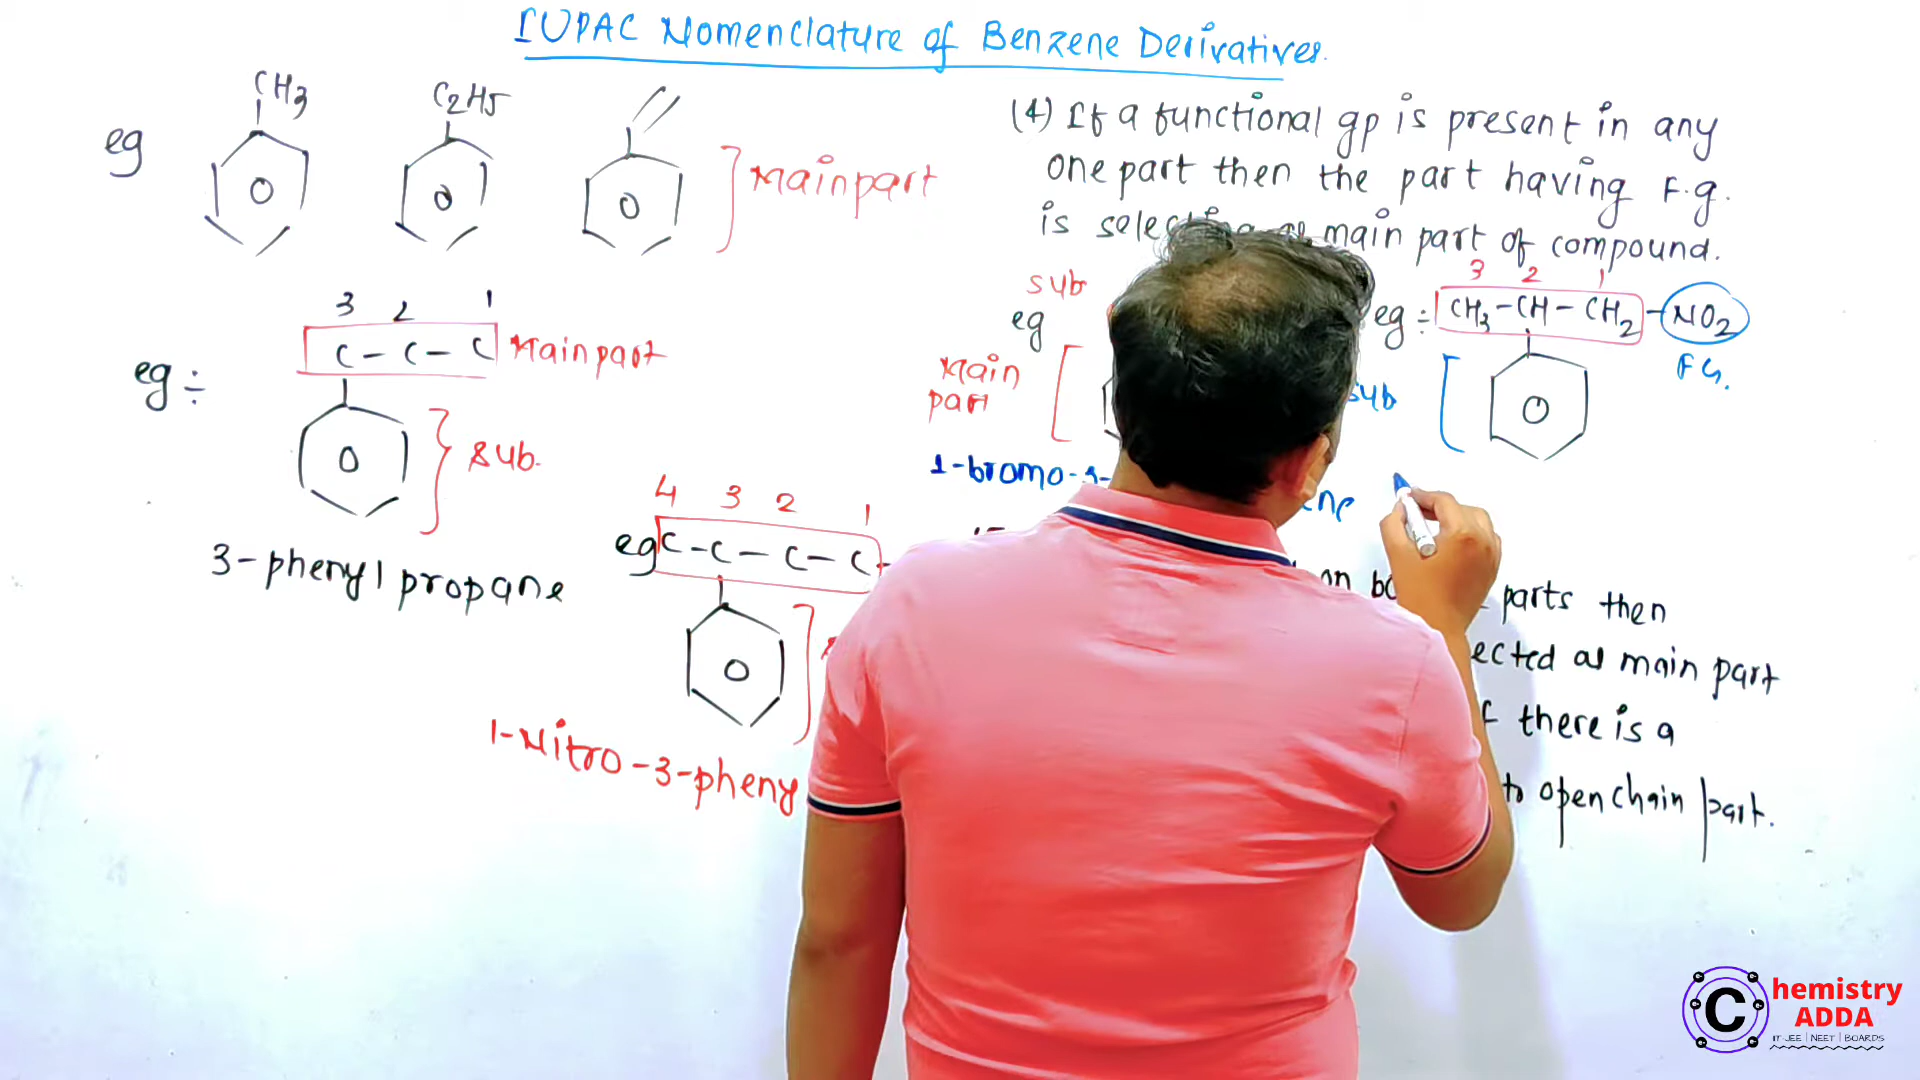 IUPAC Nomenclature of Benzene Derivatives.
eg
CH3
C2H5
Main part
3 2 1
eg ÷
C - C - C
Main part
Sub.
3-phenyl propane
4 3 2 1
eg
C - C - C - C -
1-Nitro-3-pheny
(4) If a functional gp is present in any
one part then the part having F.g.
is main part of compound.
sub
eg
Main
part
1-bromo-
eg ÷
3 2 1
CH3 - CH - CH2 - NO2
F G.
sub
parts then
as main part
there is a
to open chain part.
C
hemistry
ADDA
IIT JEE | NEET | BOARDS